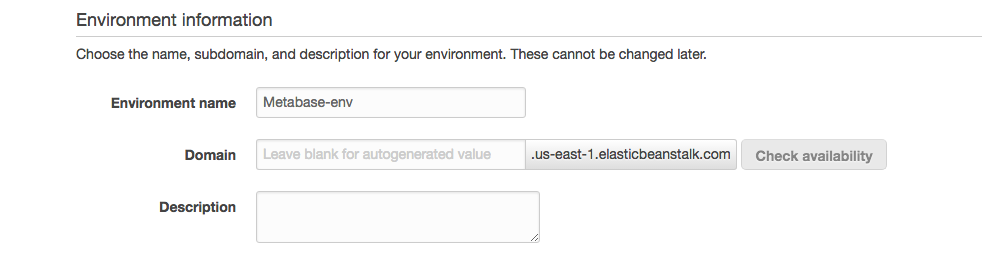 Environment information
Choose the name, subdomain, and description for your environment. These cannot be changed later.
Environment name Metabase-env
Domain Leave blank for autogenerated value .us-east-1.elasticbeanstalk.com Check availability
Description